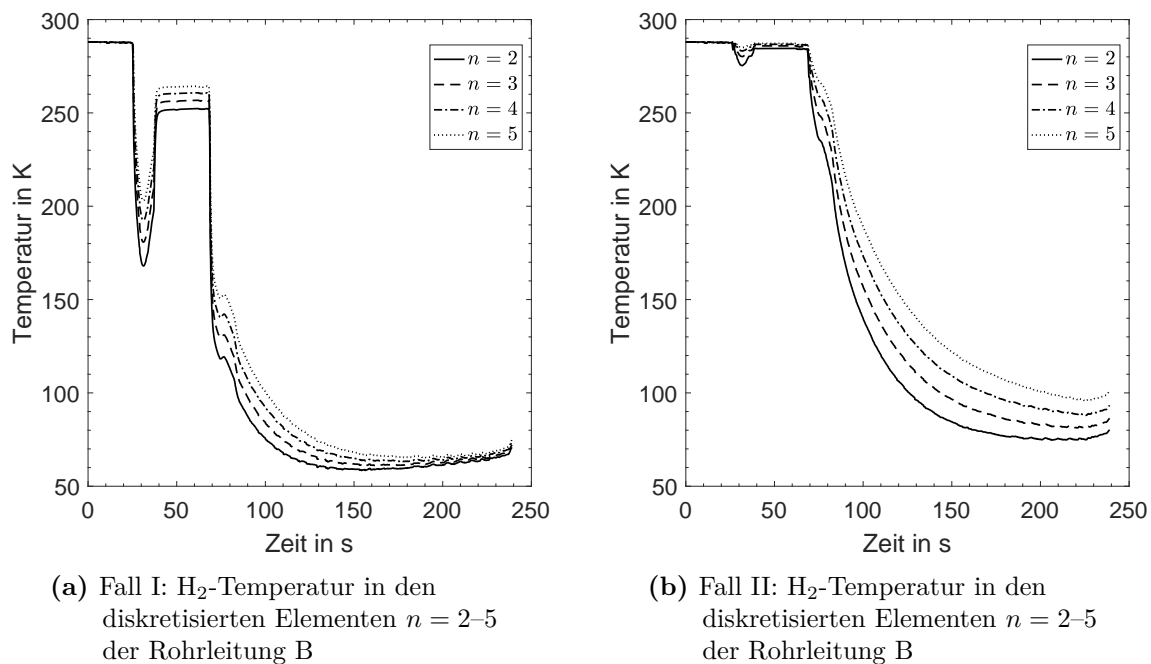 300
250
200
150
100
50
Temperatur in K
0
50
100
150
200
250
Zeit in s
n = 2
n = 3
n = 4
n = 5
(a) Fall I: H₂-Temperatur in den
diskretisierten Elementen n = 2–5
der Rohrleitung B
300
250
200
150
100
50
Temperatur in K
0
50
100
150
200
250
Zeit in s
n = 2
n = 3
n = 4
n = 5
(b) Fall II: H₂-Temperatur in den
diskretisierten Elementen n = 2–5
der Rohrleitung B